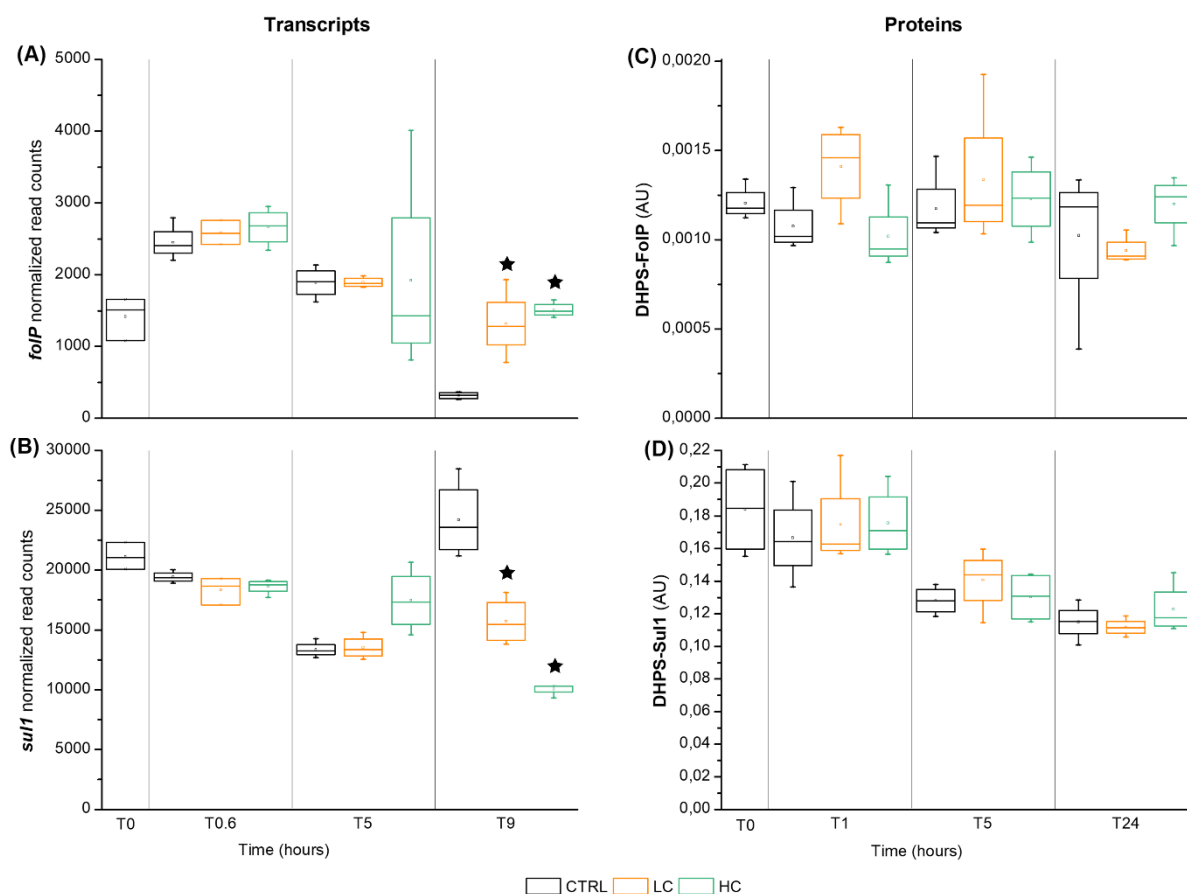 Transcripts
Proteins
(A)
5000
4000
3000
2000
1000
0
folP normalized read counts
(C)
0,0020
0,0015
0,0010
0,0005
0,0000
DHPS-FolP (AU)
(B)
30000
25000
20000
15000
10000
5000
0
sul1 normalized read counts
T0
T0.6
T5
T9
Time (hours)
(D)
0,22
0,20
0,18
0,16
0,14
0,12
0,10
0,08
0,06
0,04
0,02
0,00
DHPS-Sul1 (AU)
T0
T1
T5
T24
Time (hours)
CTRL LC HC